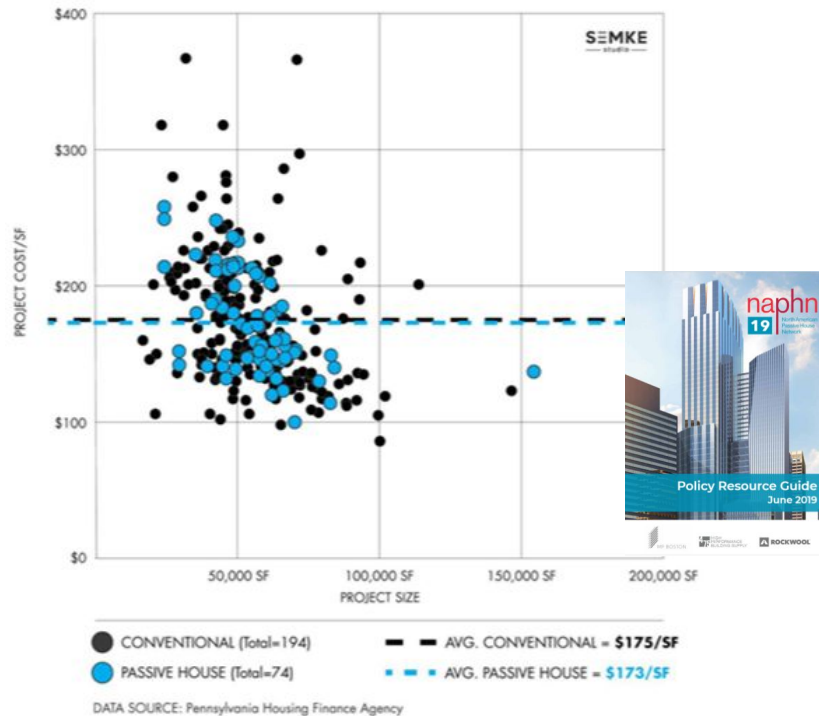 $400
SEMKE
studio
$300
$200
$100
$0
PROJECT COST/SF
50,000 SF
100,000 SF
150,000 SF
200,000 SF
PROJECT SIZE
CONVENTIONAL (Total=194)
AVG. CONVENTIONAL = $175/SF
PASSIVE HOUSE (Total=74)
AVG. PASSIVE HOUSE = $173/SF
DATA SOURCE: Pennsylvania Housing Finance Agency
naphn
19
North American
Passive House
Network
Policy Resource Guide
June 2019
ROCKWOOL